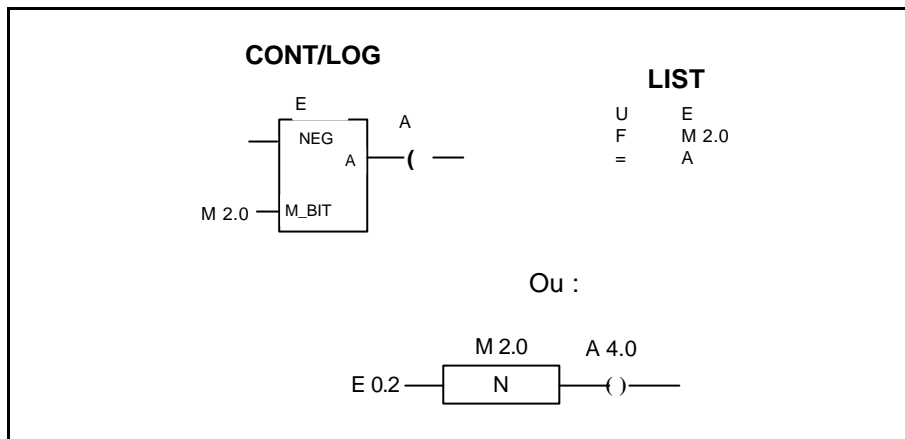 CONT/LOG
E
NEG
A
A
(
M 2.0
M_BIT
LIST
U E
F M 2.0
= A
Ou :
M 2.0 A 4.0
E 0.2 N ( )